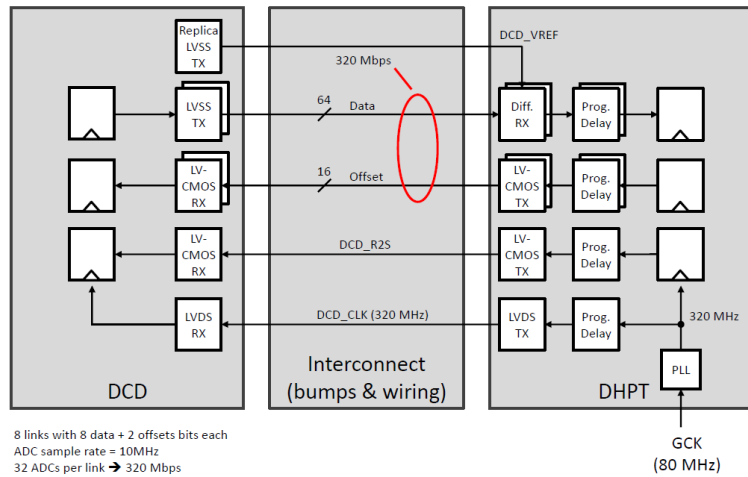 Replica
LVSS
TX
DCD_VREF
320 Mbps
LVSS
TX
64
Data
Diff.
RX
Prog.
Delay
LV-
CMOS
RX
16
Offset
LV-
CMOS
TX
Prog.
Delay
LV-
CMOS
RX
DCD_R2S
LV-
CMOS
TX
Prog.
Delay
LVDS
RX
DCD_CLK (320 MHz)
LVDS
TX
Prog.
Delay
320 MHz
PLL
DCD
Interconnect
(bumps & wiring)
DHPT
GCK
(80 MHz)
8 links with 8 data + 2 offsets bits each
ADC sample rate = 10MHz
32 ADCs per link ➔ 320 Mbps